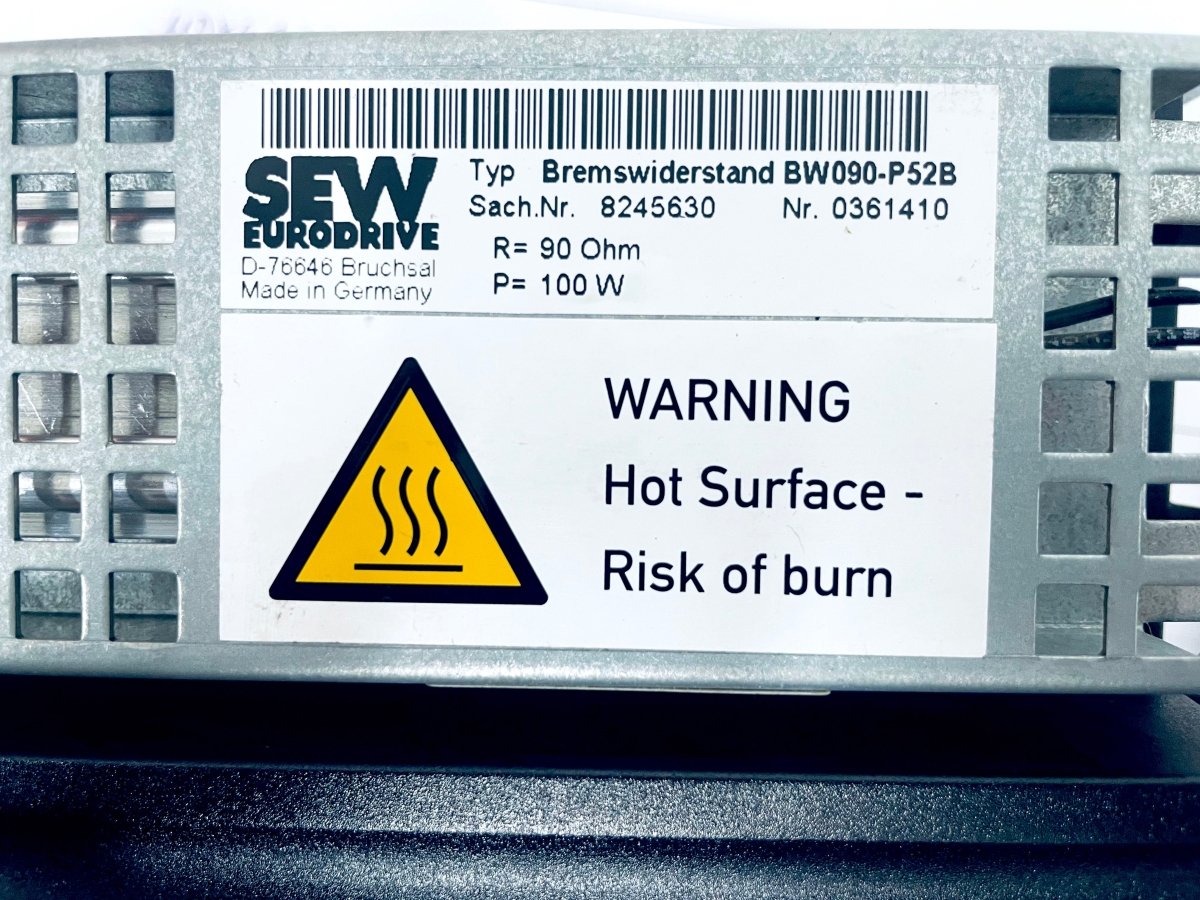 SEW
EURODRIVE
D-76646 Bruchsal
Made in Germany
Typ Bremswiderstand BW090-P52B
Sach.Nr. 8245630 Nr. 0361410
R= 90 Ohm
P= 100 W
WARNING
Hot Surface -
Risk of burn